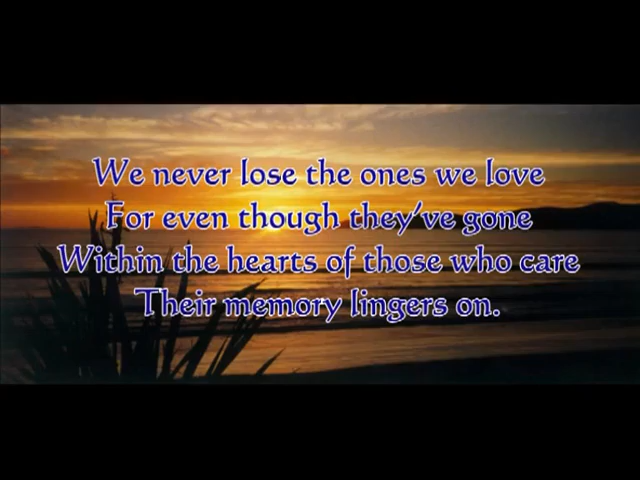 We never lose the ones we love
For even though they've gone
Within the hearts of those who care
Their memory lingers on.